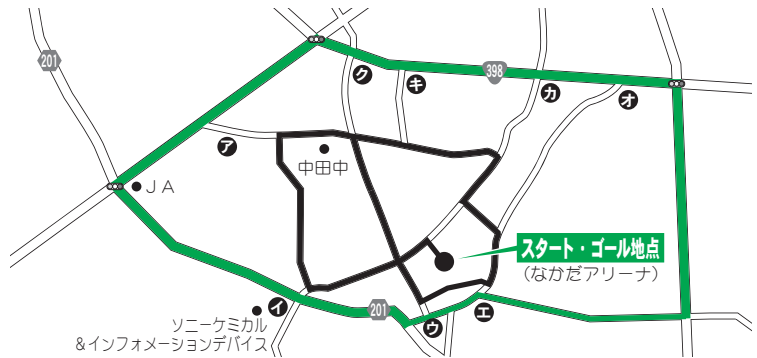 201
398
ク
キ
カ
オ
ア
中田中
ＪＡ
スタート・ゴール地点
（なかだアリーナ）
イ
201
ウ
エ
ソニーケミカル
＆インフォメーションデバイス